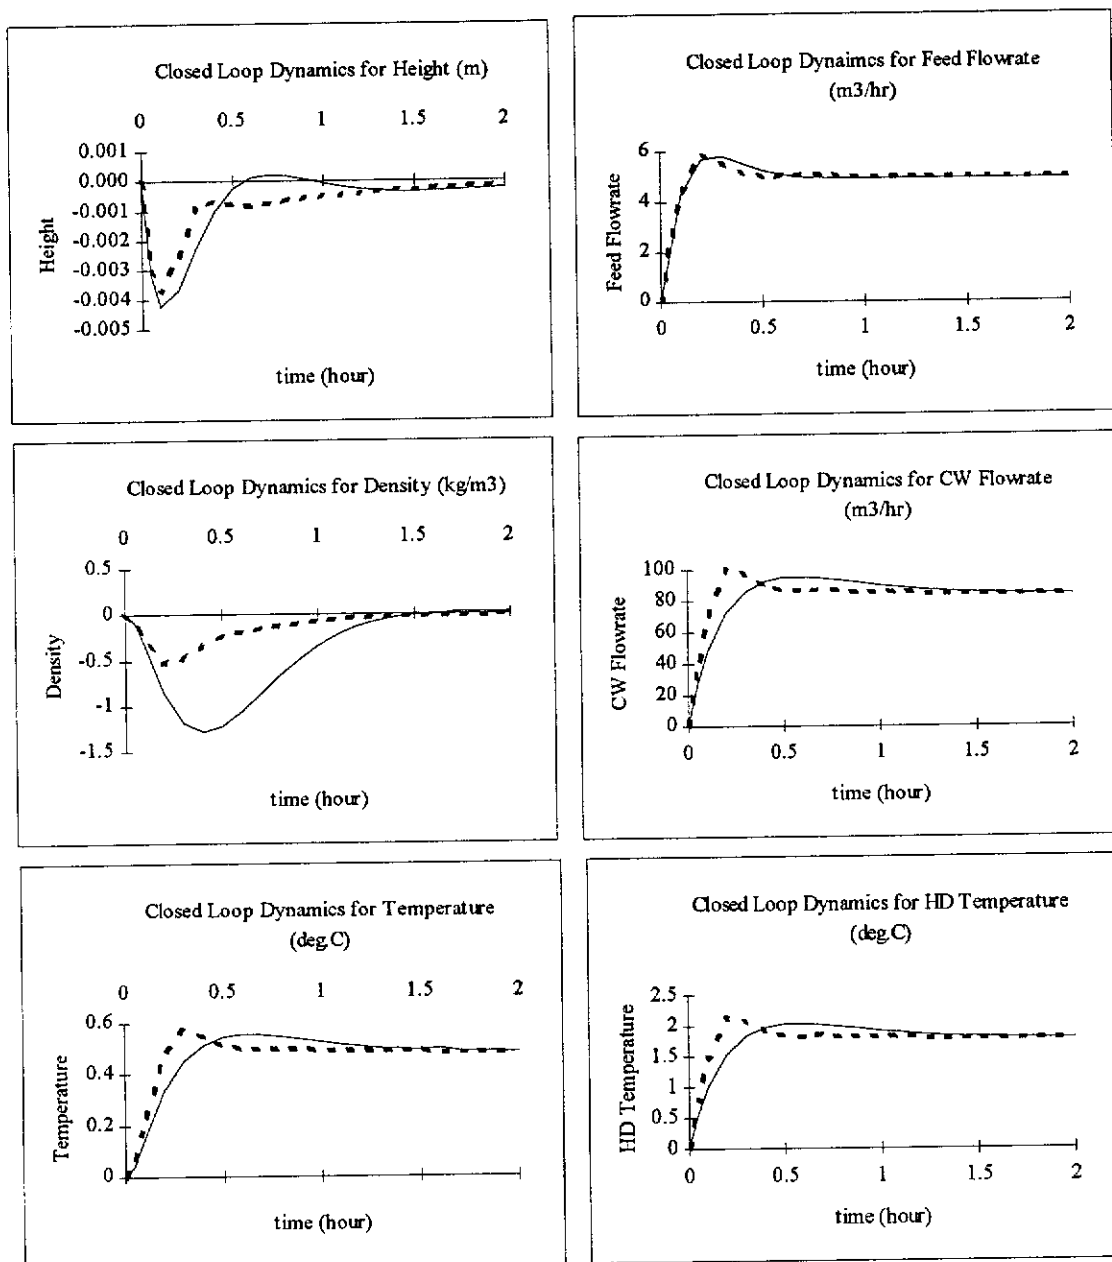 Closed Loop Dynamics for Height (m)
0 0.5 1 1.5 2
0.001
0.000
-0.001
-0.002
-0.003
-0.004
-0.005
Height
time (hour)
Closed Loop Dynaimcs for Feed Flowrate
(m3/hr)
6
4
2
0
Feed Flowrate
0 0.5 1 1.5 2
time (hour)
Closed Loop Dynamics for Density (kg/m3)
0 0.5 1 1.5 2
0.5
0
-0.5
-1
-1.5
Density
time (hour)
Closed Loop Dynamics for CW Flowrate
(m3/hr)
100
80
60
40
20
0
CW Flowrate
0 0.5 1 1.5 2
time (hour)
Closed Loop Dynamics for Temperature
(deg.C)
0 0.5 1 1.5 2
0.6
0.4
0.2
0
Temperature
time (hour)
Closed Loop Dynamics for HD Temperature
(deg.C)
2.5
2
1.5
1
0.5
0
HD Temperature
0 0.5 1 1.5 2
time (hour)